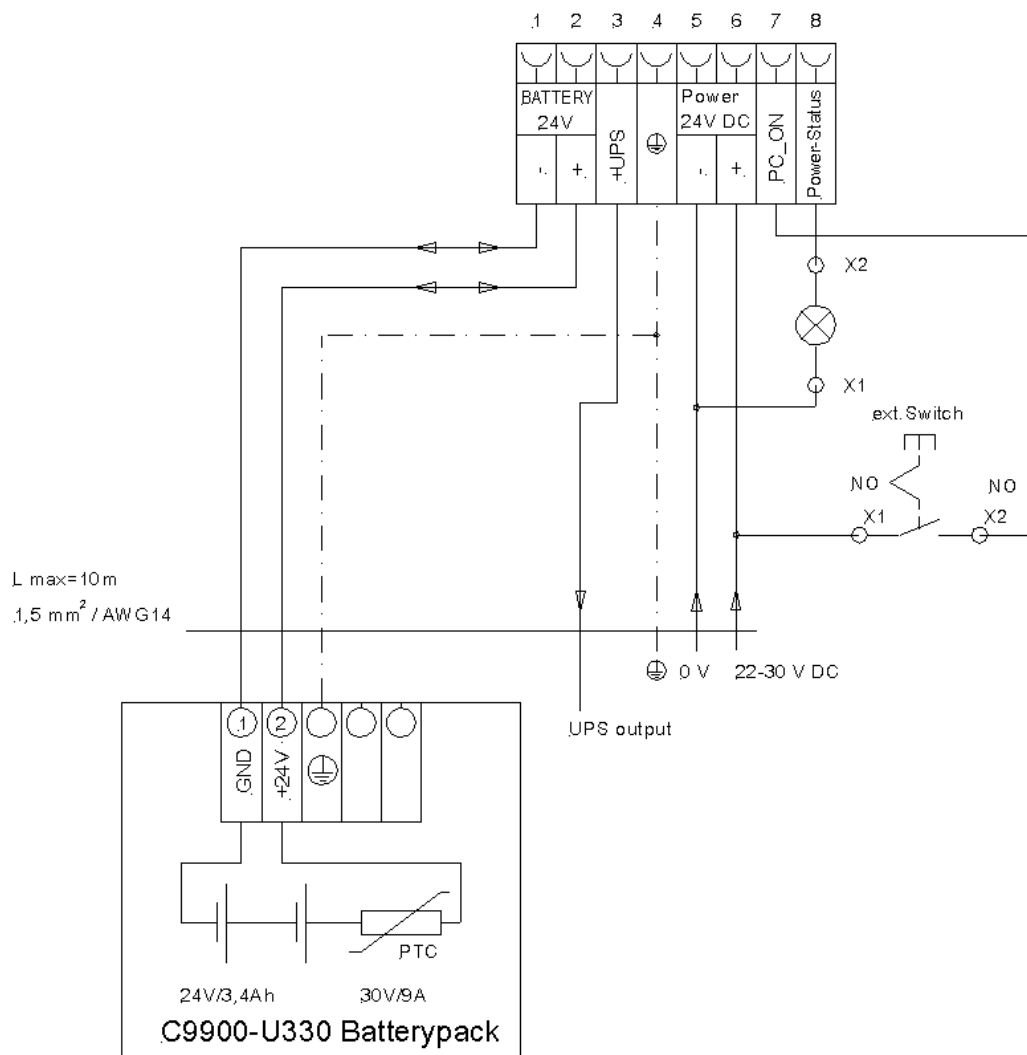 1 2 3 4 5 6 7 8
BATTERY
24V
- +
+UPS
Power
24V DC
- +
PC_ON
Power-Status
X2
X1
ext. Switch
NO NO
X1 X2
L max=10m
1,5 mm² / AWG14
0 V 22-30 V DC
UPS output
1 2
GND
+24V
PTC
24V/3,4Ah 30V/9A
C9900-U330 Batterypack